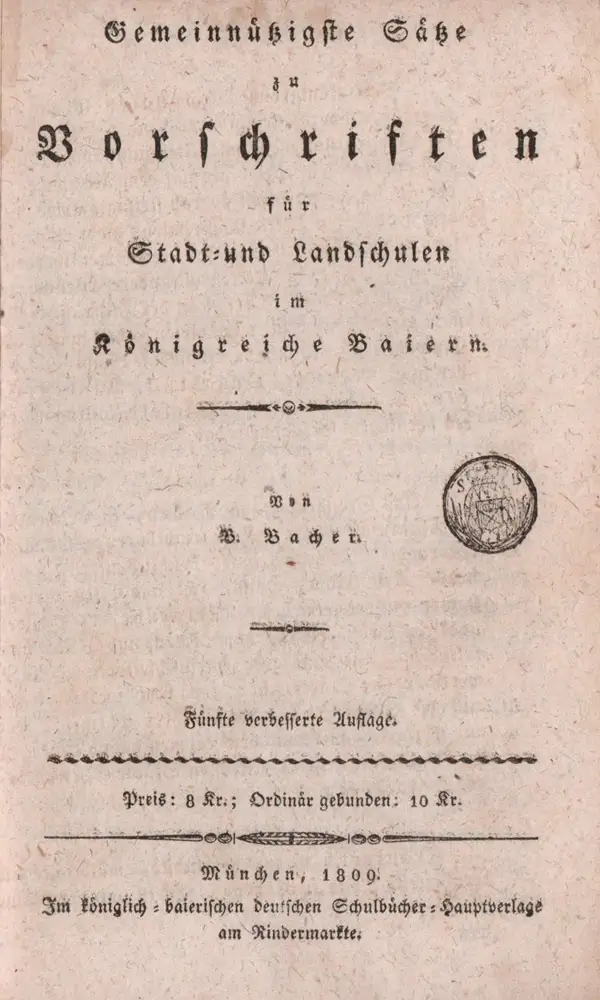 Gemeinnützigste Sätze
zu
Vorschriften
für
Stadt-und Landschulen
im
Königreiche Baiern.
Von
V. Bacher.
Fünfte verbesserte Auflage.
Preis: 8 Kr.; Ordinär gebunden: 10 Kr.
München, 1809.
Im königlich-baierischen deutschen Schulbücher-Hauptverlage
am Rindermarkte.